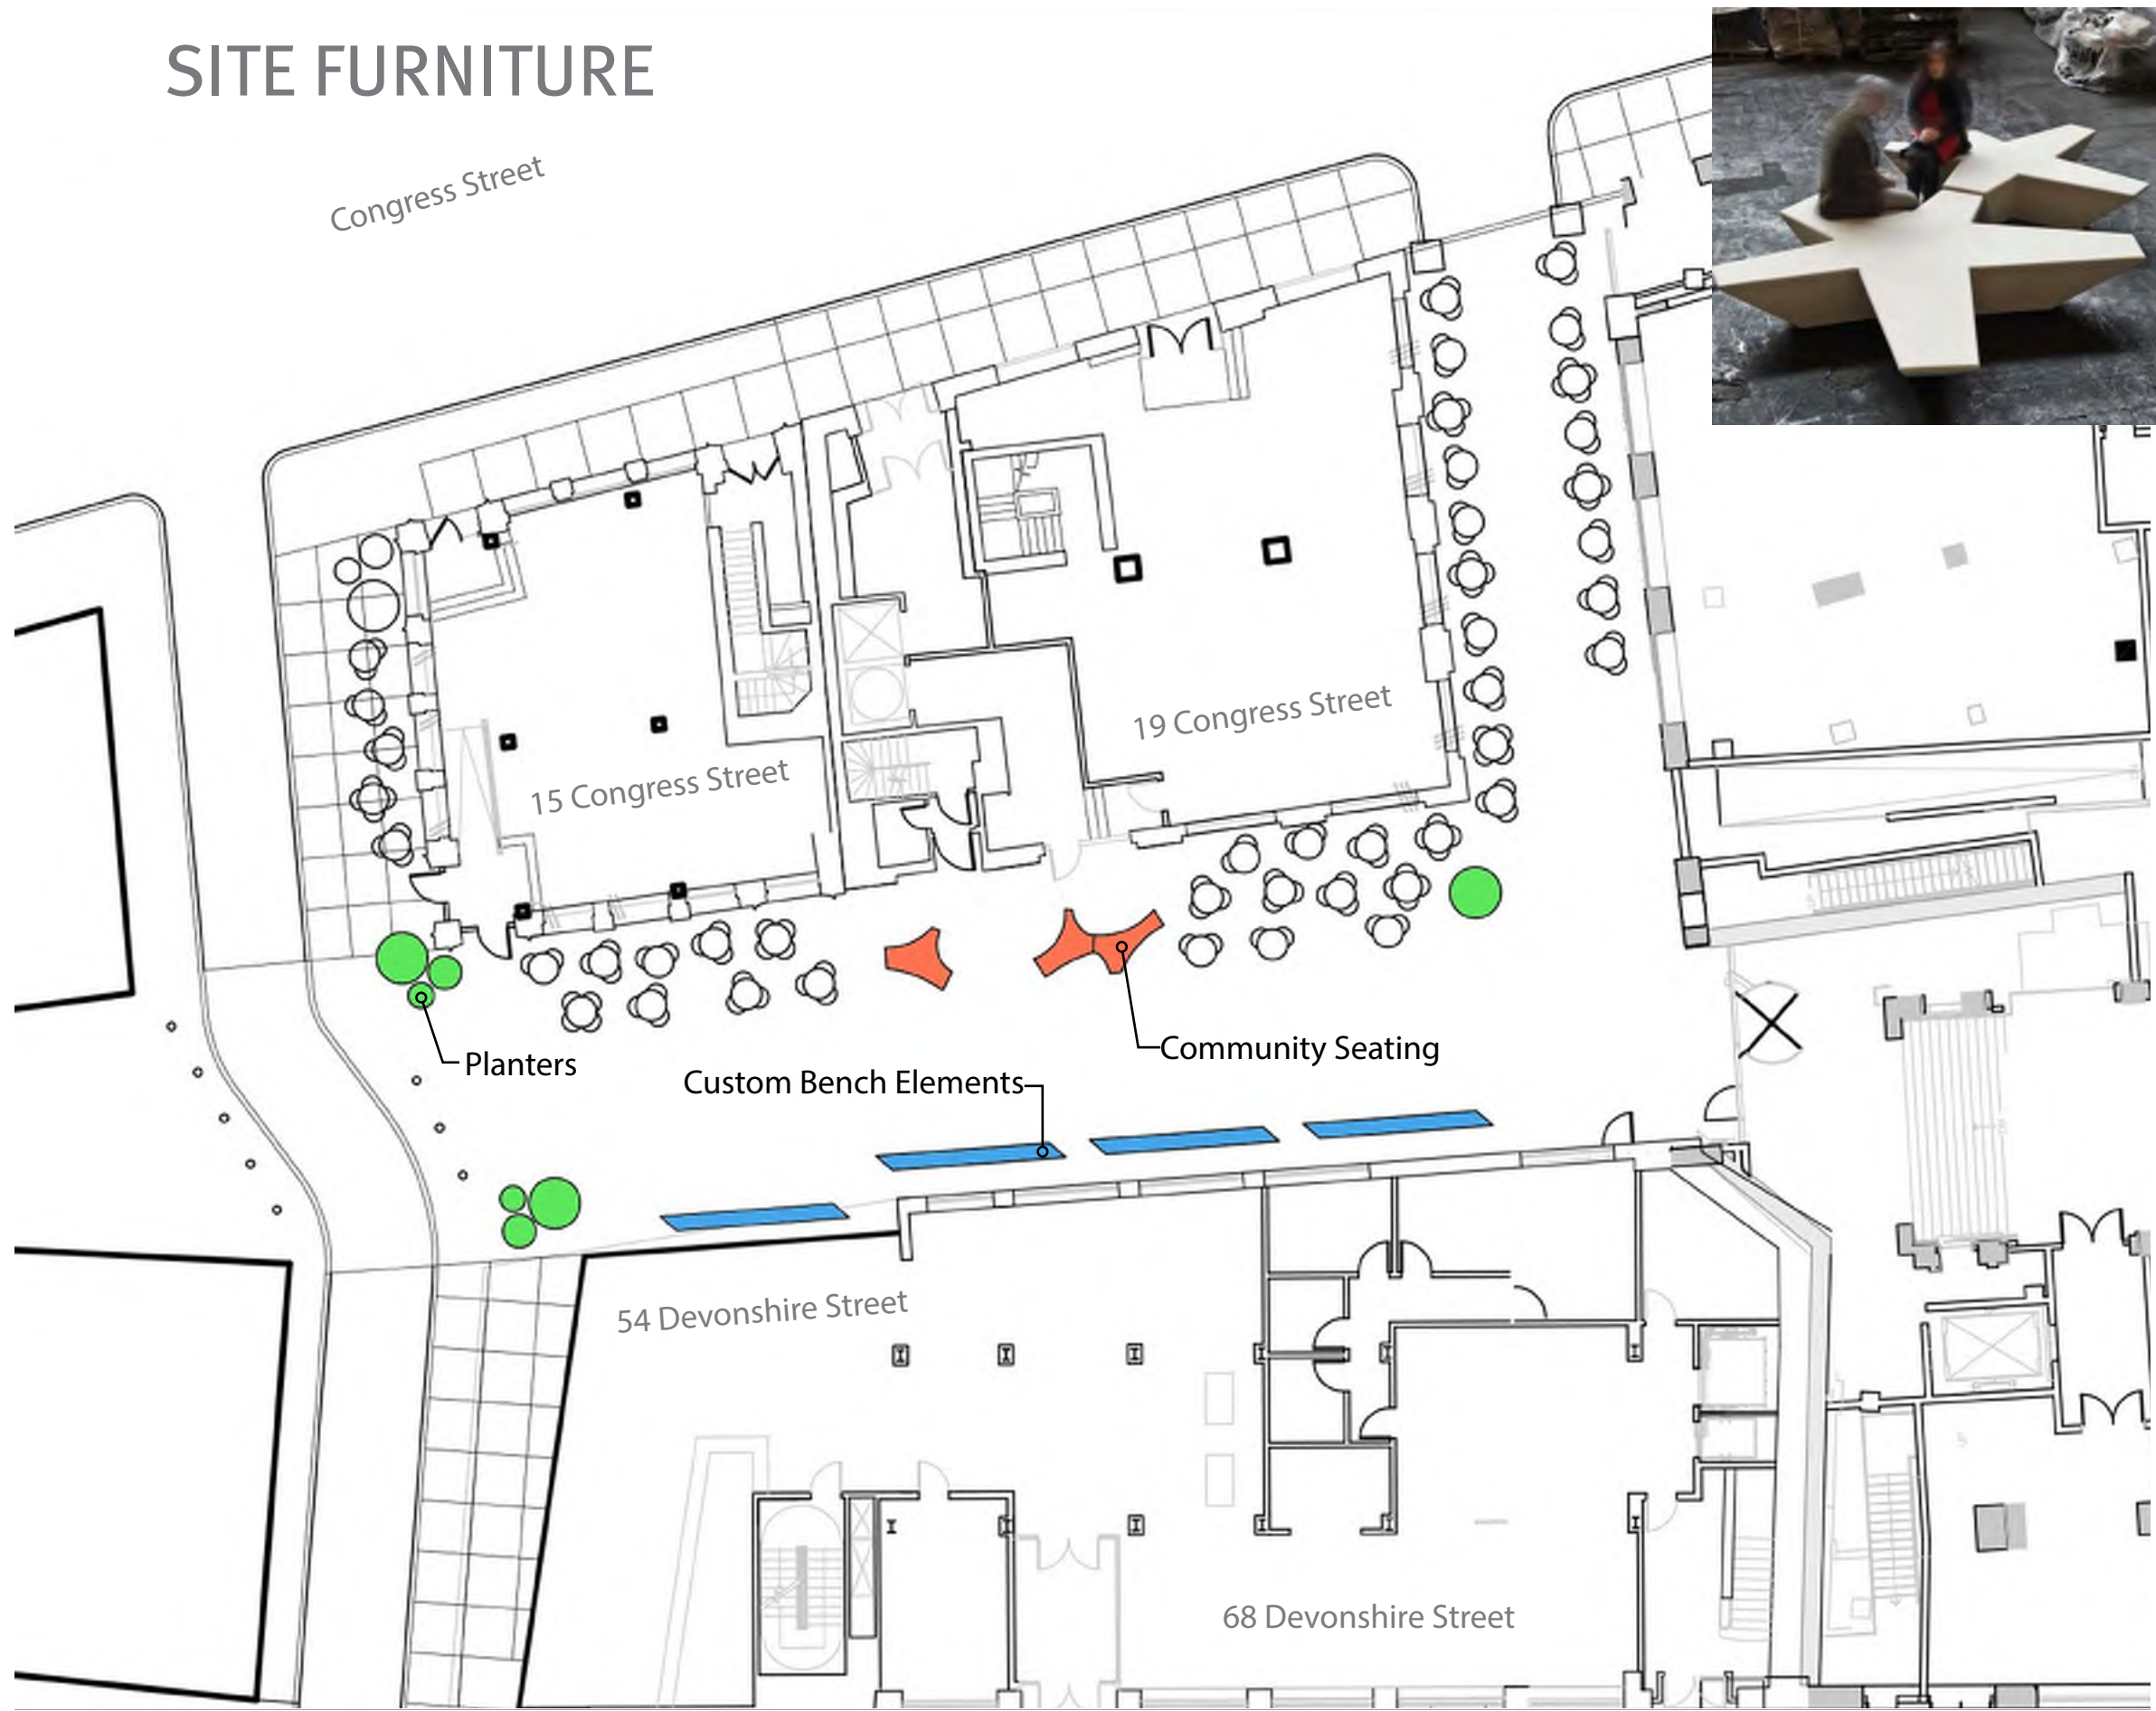 SITE FURNITURE
Congress Street
19 Congress Street
15 Congress Street
Planters
Community Seating
Custom Bench Elements
54 Devonshire Street
68 Devonshire Street